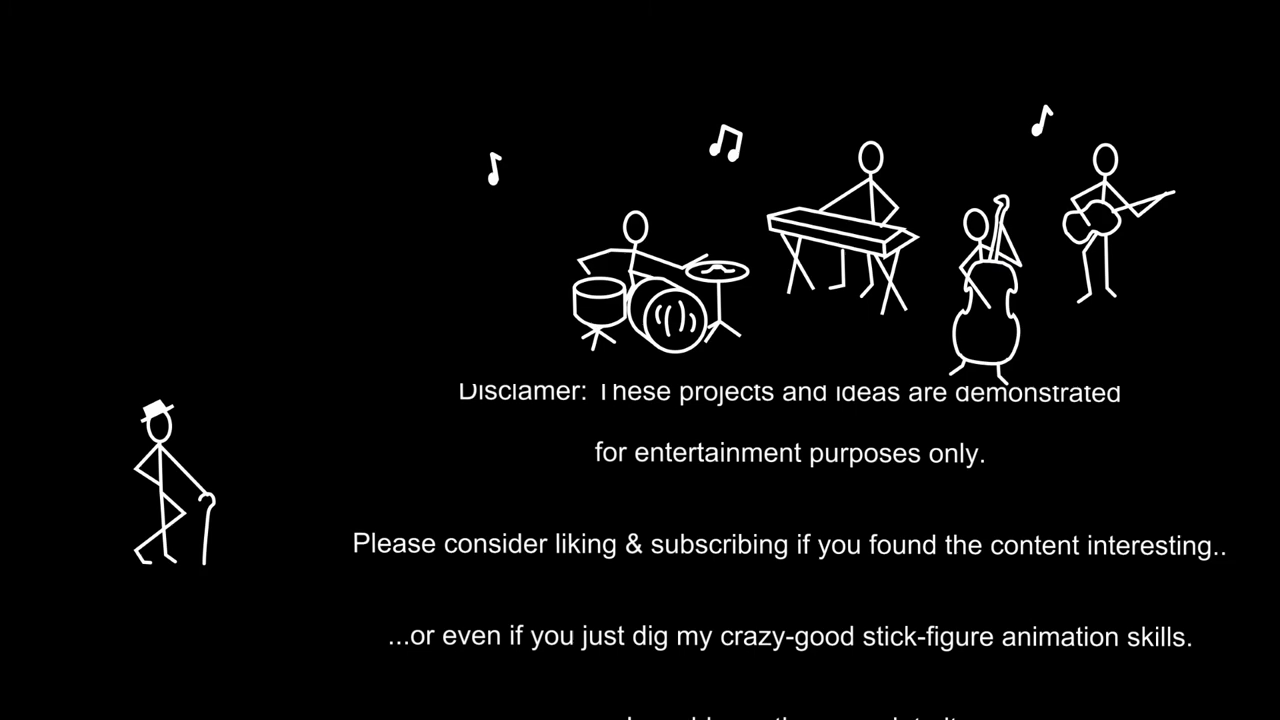 Disclamer: These projects and ideas are demonstrated
for entertainment purposes only.
Please consider liking & subscribing if you found the content interesting..
...or even if you just dig my crazy-good stick-figure animation skills.